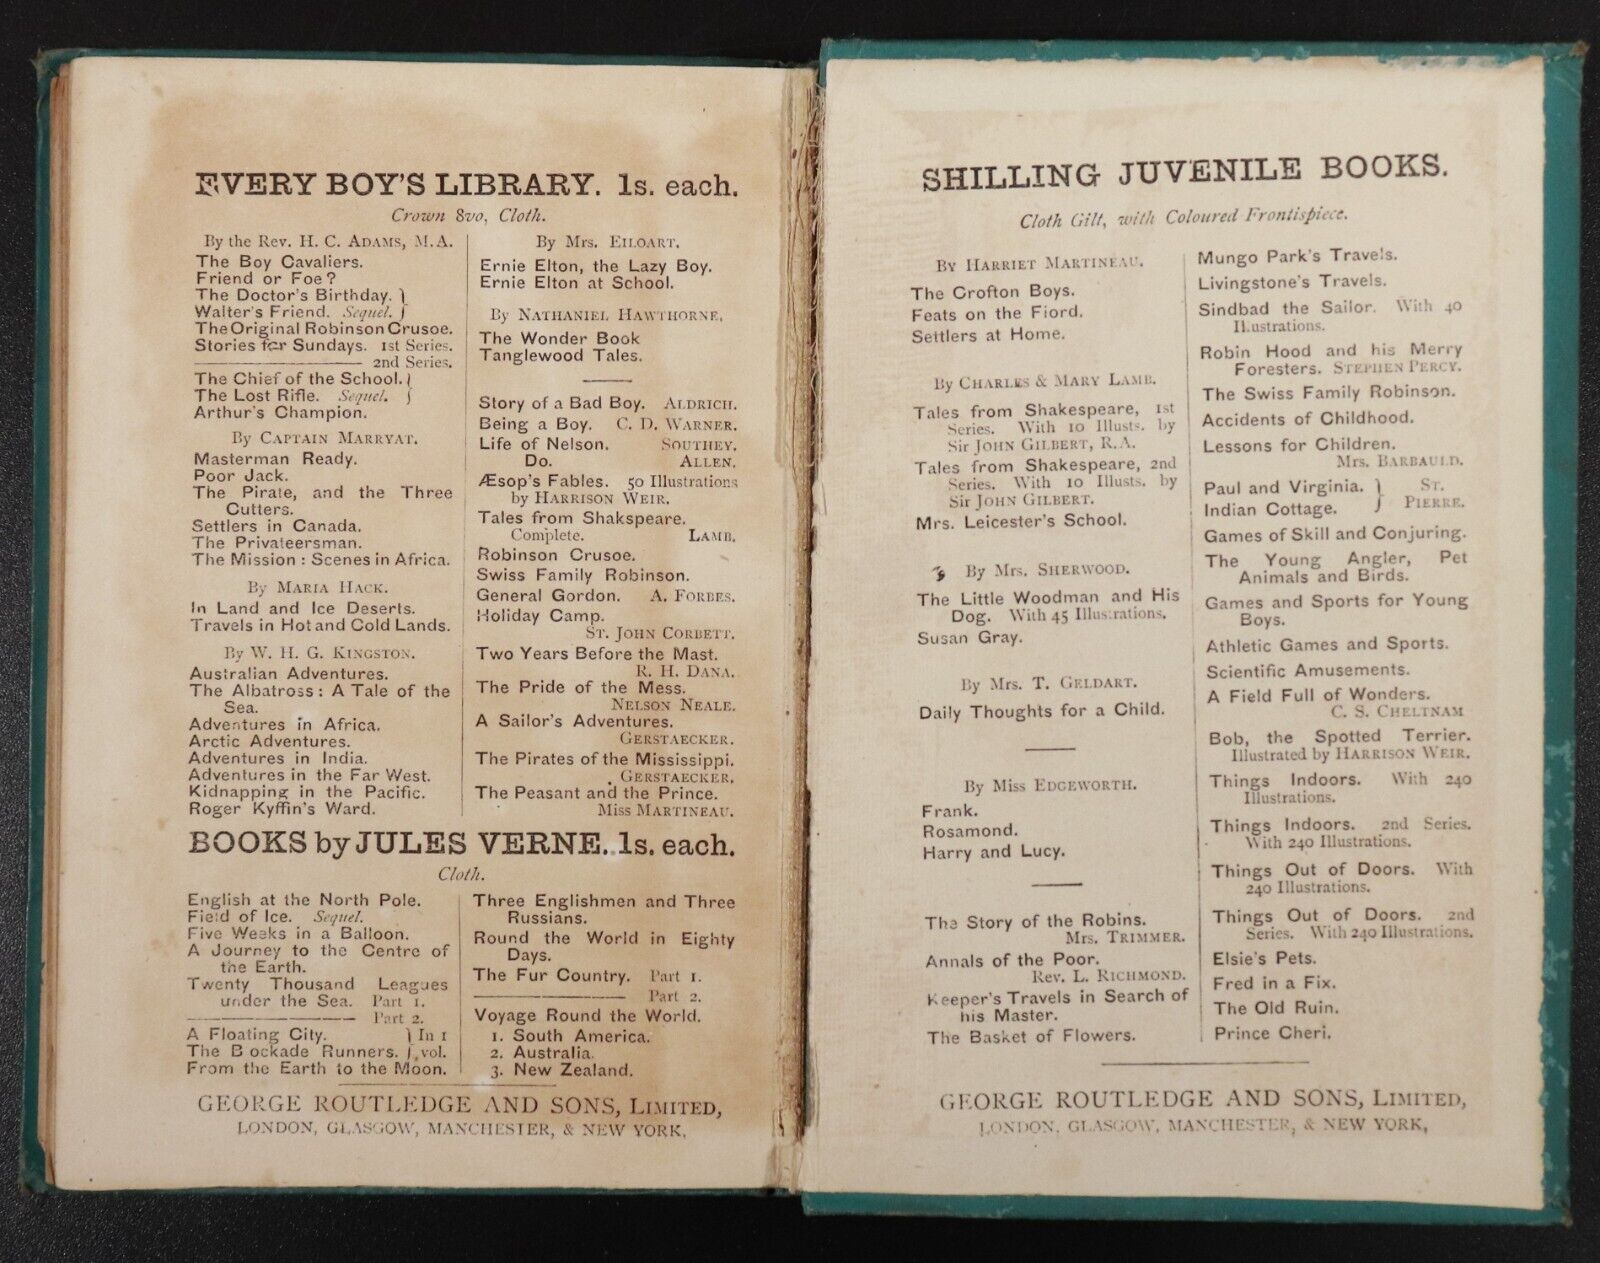 EVERY BOY'S LIBRARY. 1s. each.
Crown 8vo, Cloth.
By the Rev. H. C. ADAMS, M.A.
The Boy Cavaliers.
Friend or Foe?
The Doctor's Birthday. }
Walter's Friend. Sequel. }
The Original Robinson Crusoe.
Stories for Sundays. 1st Series.
——— 2nd Series.
The Chief of the School. }
The Lost Rifle. Sequel. }
Arthur's Champion.
By CAPTAIN MARRYAT.
Masterman Ready.
Poor Jack.
The Pirate, and the Three
Cutters.
Settlers in Canada.
The Privateersman.
The Mission: Scenes in Africa.
By MARIA HACK.
In Land and Ice Deserts.
Travels in Hot and Cold Lands.
By W. H. G. KINGSTON.
Australian Adventures.
The Albatross: A Tale of the
Sea.
Adventures in Africa.
Arctic Adventures.
Adventures in India.
Adventures in the Far West.
Kidnapping in the Pacific.
Roger Kyffin's Ward.
By Mrs. EILOART.
Ernie Elton, the Lazy Boy.
Ernie Elton at School.
By NATHANIEL HAWTHORNE.
The Wonder Book
Tanglewood Tales.
Story of a Bad Boy. ALDRICH.
Being a Boy. C. D. WARNER.
Life of Nelson. SOUTHEY.
Do. ALLEN.
Æsop's Fables. 50 Illustrations
by HARRISON WEIR.
Tales from Shakspeare.
Complete. LAMB.
Robinson Crusoe.
Swiss Family Robinson.
General Gordon. A. FORBES.
Holiday Camp.
ST. JOHN CORBETT.
Two Years Before the Mast.
R. H. DANA.
The Pride of the Mess.
NELSON NEALE.
A Sailor's Adventures.
GERSTAECKER.
The Pirates of the Mississippi.
GERSTAECKER.
The Peasant and the Prince.
Miss MARTINEAU.
BOOKS by JULES VERNE. 1s. each.
Cloth.
English at the North Pole.
Field of Ice. Sequel.
Five Weeks in a Balloon.
A Journey to the Centre of
the Earth.
Twenty Thousand Leagues
under the Sea. Part 1.
——— Part 2.
A Floating City. } In 1
The Blockade Runners. } vol.
From the Earth to the Moon.
Three Englishmen and Three
Russians.
Round the World in Eighty
Days.
The Fur Country. Part 1.
——— Part 2.
Voyage Round the World.
1. South America.
2. Australia.
3. New Zealand.
GEORGE ROUTLEDGE AND SONS, LIMITED,
LONDON, GLASGOW, MANCHESTER, & NEW YORK.
SHILLING JUVENILE BOOKS.
Cloth Gilt, with Coloured Frontispiece.
By HARRIET MARTINEAU.
The Crofton Boys.
Feats on the Fiord.
Settlers at Home.
By CHARLES & MARY LAMB.
Tales from Shakespeare, 1st
Series. With 10 Illusts. by
Sir JOHN GILBERT, R.A.
Tales from Shakespeare, 2nd
Series. With 10 Illusts. by
Sir JOHN GILBERT.
Mrs. Leicester's School.
By Mrs. SHERWOOD.
The Little Woodman and His
Dog. With 45 Illustrations.
Susan Gray.
By Mrs. T. GELDART.
Daily Thoughts for a Child.
By Miss EDGEWORTH.
Frank.
Rosamond.
Harry and Lucy.
The Story of the Robins.
Mrs. TRIMMER.
Annals of the Poor.
Rev. L. RICHMOND.
Keeper's Travels in Search of
his Master.
The Basket of Flowers.
Mungo Park's Travels.
Livingstone's Travels.
Sindbad the Sailor. With 40
Illustrations.
Robin Hood and his Merry
Foresters. STEPHEN PERCY.
The Swiss Family Robinson.
Accidents of Childhood.
Lessons for Children.
Mrs. BARBAULD.
Paul and Virginia. } ST.
Indian Cottage. } PIERRE.
Games of Skill and Conjuring.
The Young Angler, Pet
Animals and Birds.
Games and Sports for Young
Boys.
Athletic Games and Sports.
Scientific Amusements.
A Field Full of Wonders.
C. S. CHELTNAM
Bob, the Spotted Terrier.
Illustrated by HARRISON WEIR.
Things Indoors. With 240
Illustrations.
Things Indoors. 2nd Series.
With 240 Illustrations.
Things Out of Doors. With
240 Illustrations.
Things Out of Doors. 2nd
Series. With 240 Illustrations.
Elsie's Pets.
Fred in a Fix.
The Old Ruin.
Prince Cheri.
GEORGE ROUTLEDGE AND SONS, LIMITED,
LONDON, GLASGOW, MANCHESTER, & NEW YORK,